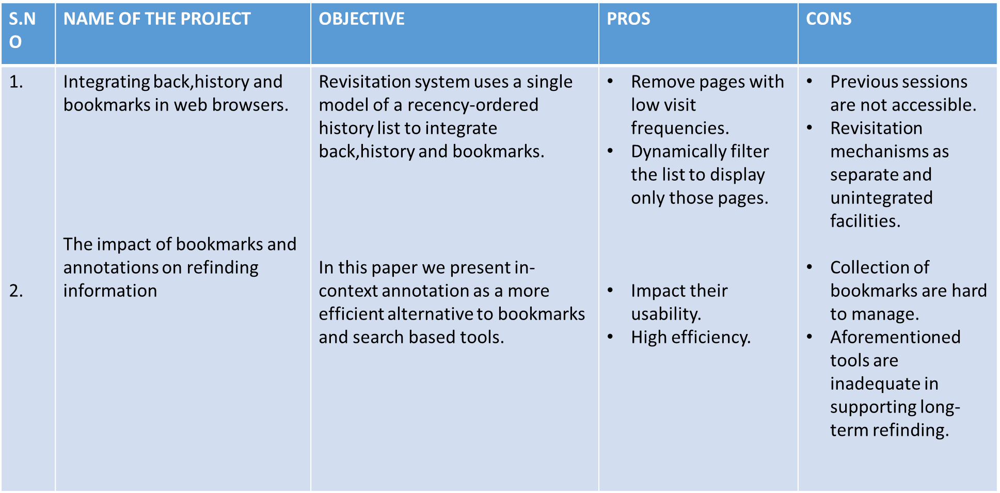 S.N
O
NAME OF THE PROJECT
OBJECTIVE
PROS
CONS
1.
Integrating back,history and
bookmarks in web browsers.
Revisitation system uses a single
model of a recency-ordered
history list to integrate
back,history and bookmarks.
• Remove pages with
low visit
frequencies.
• Dynamically filter
the list to display
only those pages.
• Previous sessions
are not accessible.
• Revisitation
mechanisms as
separate and
unintegrated
facilities.
2.
The impact of bookmarks and
annotations on refinding
information
In this paper we present in-
context annotation as a more
efficient alternative to bookmarks
and search based tools.
• Impact their
usability.
• High efficiency.
• Collection of
bookmarks are hard
to manage.
• Aforementioned
tools are
inadequate in
supporting long-
term refinding.